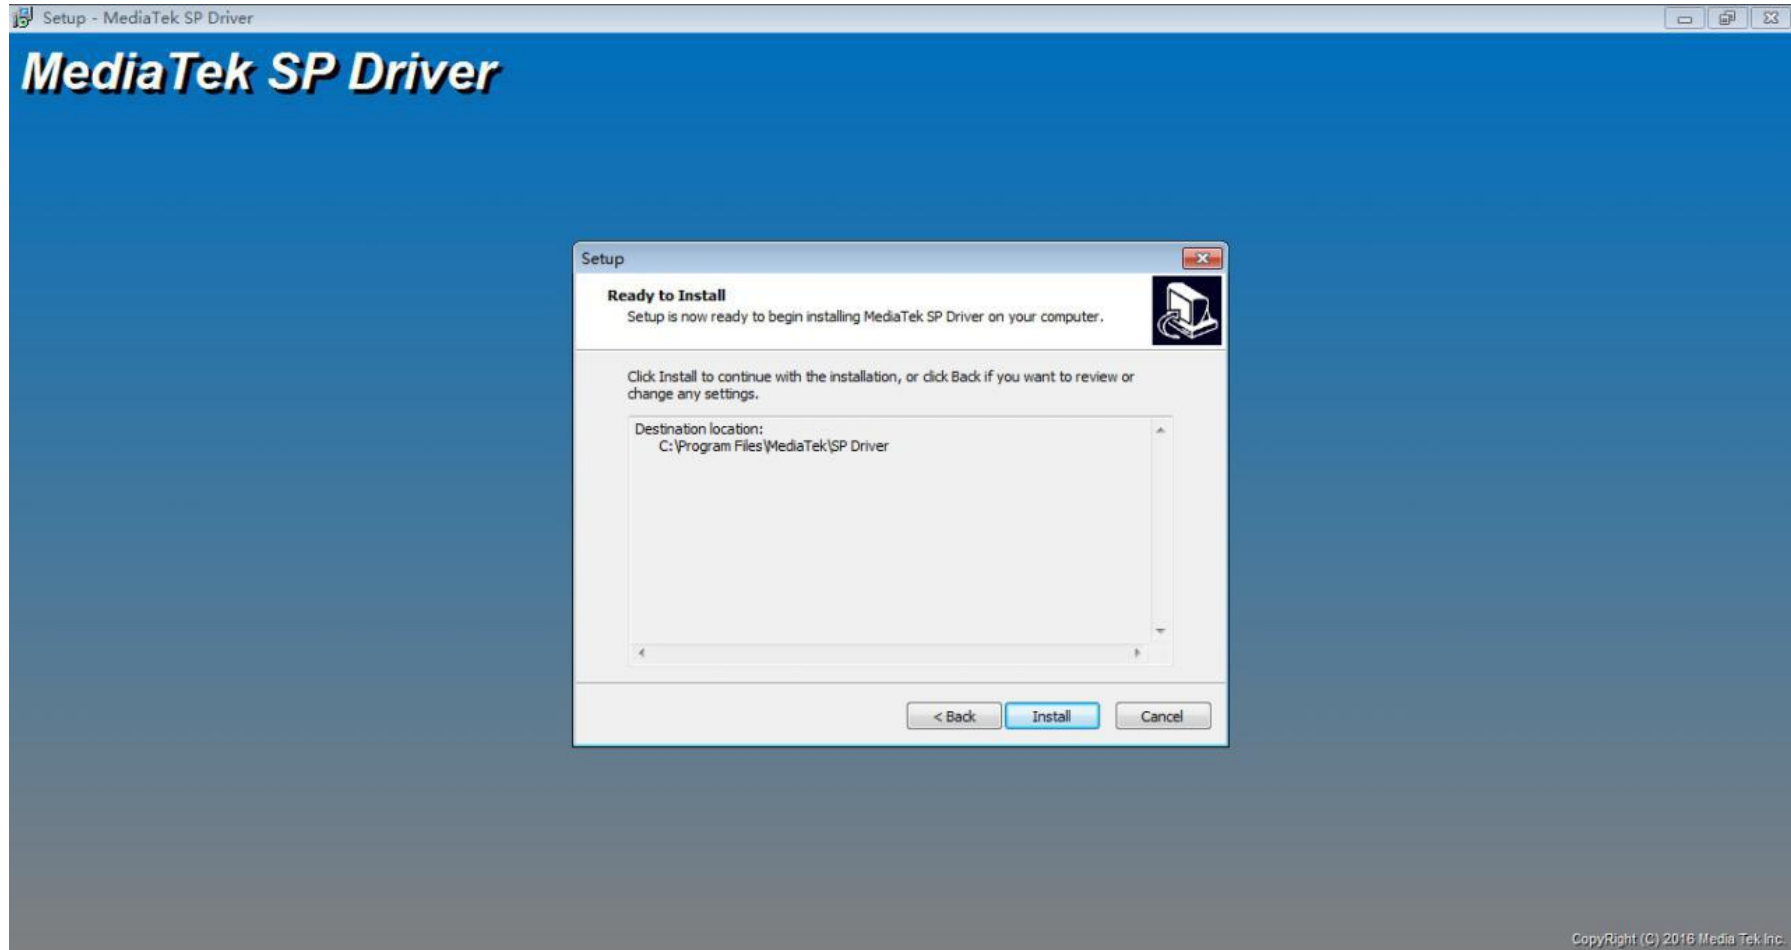 Setup - MediaTek SP Driver
MediaTek SP Driver
Setup
Ready to Install
Setup is now ready to begin installing MediaTek SP Driver on your computer.
Click Install to continue with the installation, or click Back if you want to review or
change any settings.
Destination location:
C:\Program Files\MediaTek\SP Driver
< Back
Install
Cancel
CopyRight (C) 2016 Media Tek Inc.